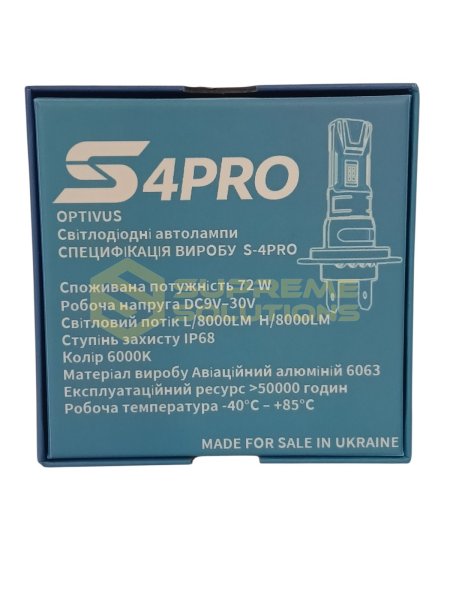 S4PRO
OPTIVUS
Світлодіодні автолампи
СПЕЦИФІКАЦІЯ ВИРОБУ S-4PRO
SUPREME
SOLUTIONS
Споживана потужність 72 W
Робоча напруга DC9V–30V
Світловий потік L/8000LM H/8000LM
Ступінь захисту IP68
Колір 6000K
Матеріал виробу Авіаційний алюміній 6063
Експлуатаційний ресурс >50000 годин
Робоча температура -40°C – +85°C
MADE FOR SALE IN UKRAINE